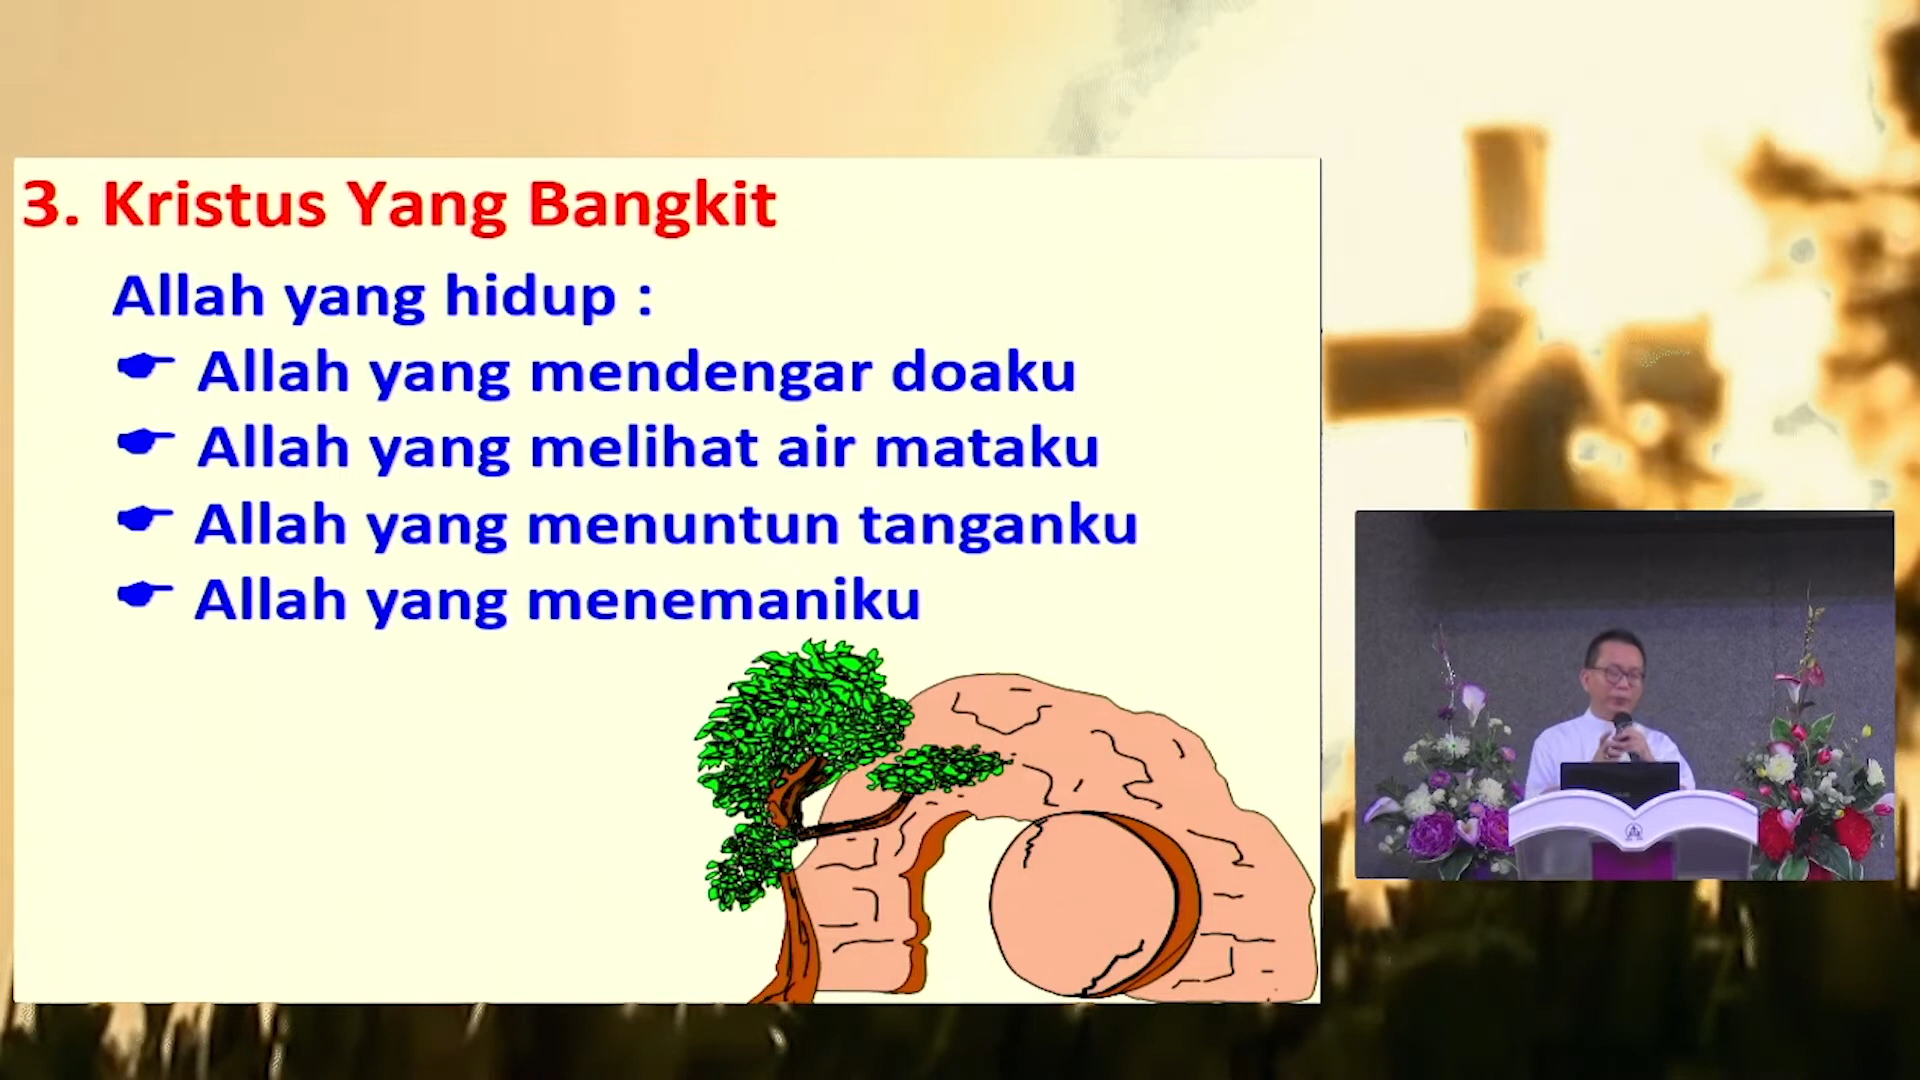 3. Kristus Yang Bangkit
Allah yang hidup :
Allah yang mendengar doaku
Allah yang melihat air mataku
Allah yang menuntun tanganku
Allah yang menemaniku